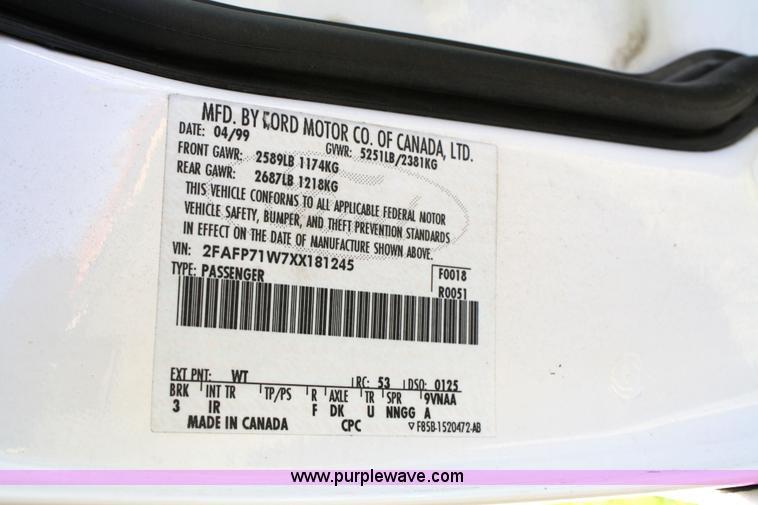 MFD. BY FORD MOTOR CO. OF CANADA, LTD.
DATE: 04/99 GVWR: 5251LB/2381KG
FRONT GAWR: 2589LB 1174KG
REAR GAWR: 2687LB 1218KG
THIS VEHICLE CONFORMS TO ALL APPLICABLE FEDERAL MOTOR
VEHICLE SAFETY, BUMPER, AND THEFT PREVENTION STANDARDS
IN EFFECT ON THE DATE OF MANUFACTURE SHOWN ABOVE.
VIN: 2FAFP71W7XX181245
TYPE: PASSENGER F0018
R0051
EXT PNT: WT RC: 53 DSO: 0125
BRK INT TR TP/PS R AXLE TR SPR 9VNAA
3 IR F DK U NNGG A
MADE IN CANADA CPC F85B-1520472-AB
www.purplewave.com